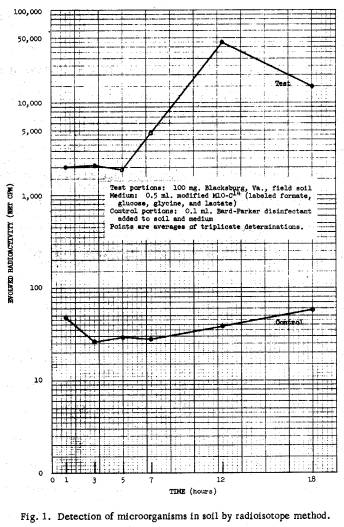 100,000
50,000
10,000
5,000
Test
Test portions: 100 mg. Blacksburg, Va., field soil
Medium: 0.5 ml. modified M10-C14 (labeled formate,
glucose, glycine, and lactate)
Control portions: 0.1 ml. Bard-Parker disinfectant
added to soil and medium
Points are averages of triplicate determinations.
1,000
EVOLVED RADIOACTIVITY (NET CPM)
100
Control
10
0
0 1 3 5 7 12 18
TIME (hours)
Fig. 1. Detection of microorganisms in soil by radioisotope method.